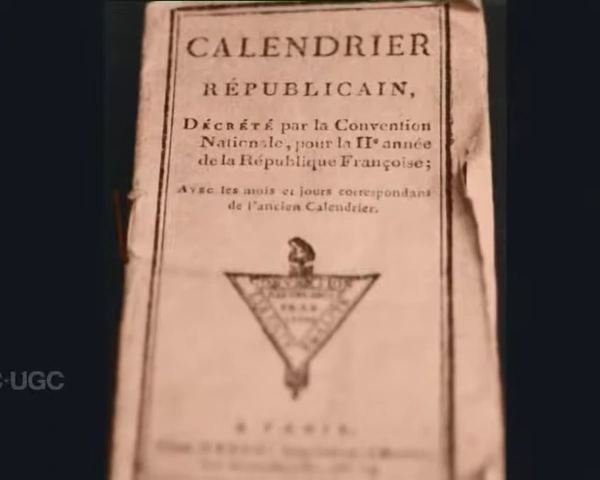 CALENDRIER
RÉPUBLICAIN,
DÉCRÉTÉ par la Convention
Nationale, pour la IIe année
de la République Françoise;
Avec les mois et jours correspondans
de l'ancien Calendrier.
·UGC
A PARIS,